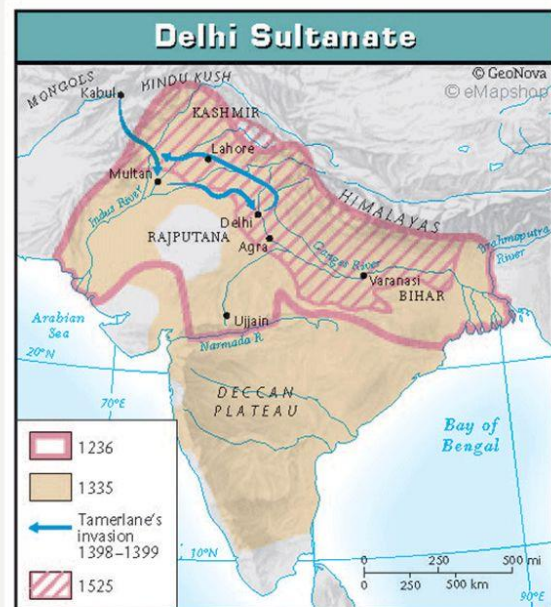 Delhi Sultanate
© GeoNova
© eMapshop
MONGOLS
HINDU KUSH
Kabul
KASHMIR
Lahore
Multan
Indus River
HIMALAYAS
Delhi
RAJPUTANA
Agra
Ganges River
Brahmaputra
River
Varanasi
BIHAR
Arabian
Sea
Ujjain
20°N
Narmada R
70°E
DECCAN
PLATEAU
Bay of
Bengal
1236
1335
Tamerlane's
invasion
1398–1399
1525
10°N
0 250 500 mi
0 250 500 km
90°E